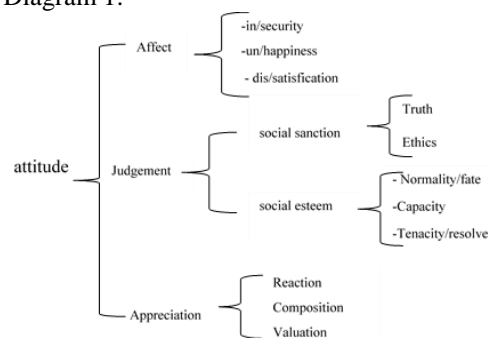 Diagram 1:
Affect
-in/security
-un/happiness
- dis/satisfication
attitude
Judgement
social sanction
Truth
Ethics
social esteem
- Normality/fate
-Capacity
-Tenacity/resolve
Appreciation
Reaction
Composition
Valuation